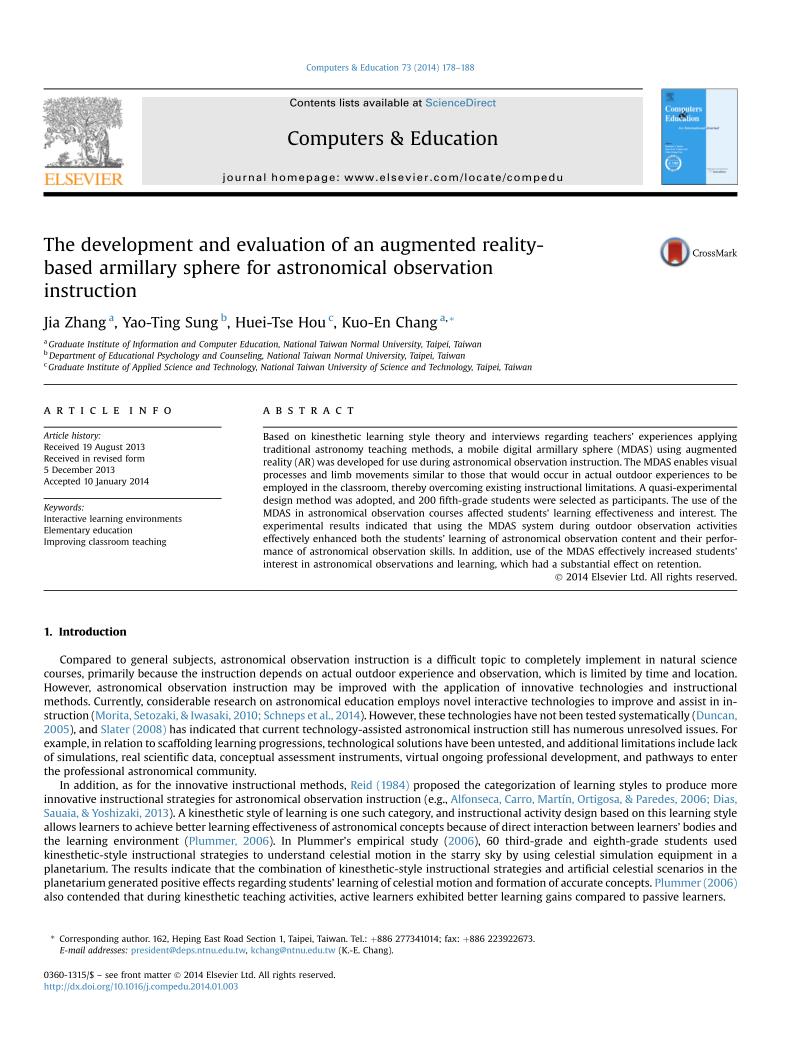 Computers & Education 73 (2014) 178–188
Contents lists available at ScienceDirect
Computers & Education
journal homepage: www.elsevier.com/locate/compedu
ELSEVIER
Computers
&
Education
An International Journal
CrossMark
The development and evaluation of an augmented reality-
based armillary sphere for astronomical observation
instruction
Jia Zhang a, Yao-Ting Sung b, Huei-Tse Hou c, Kuo-En Chang a,*
a Graduate Institute of Information and Computer Education, National Taiwan Normal University, Taipei, Taiwan
b Department of Educational Psychology and Counseling, National Taiwan Normal University, Taipei, Taiwan
c Graduate Institute of Applied Science and Technology, National Taiwan University of Science and Technology, Taipei, Taiwan
ARTICLE INFO
Article history:
Received 19 August 2013
Received in revised form
5 December 2013
Accepted 10 January 2014
Keywords:
Interactive learning environments
Elementary education
Improving classroom teaching
ABSTRACT
Based on kinesthetic learning style theory and interviews regarding teachers' experiences applying
traditional astronomy teaching methods, a mobile digital armillary sphere (MDAS) using augmented
reality (AR) was developed for use during astronomical observation instruction. The MDAS enables visual
processes and limb movements similar to those that would occur in actual outdoor experiences to be
employed in the classroom, thereby overcoming existing instructional limitations. A quasi-experimental
design method was adopted, and 200 fifth-grade students were selected as participants. The use of the
MDAS in astronomical observation courses affected students' learning effectiveness and interest. The
experimental results indicated that using the MDAS system during outdoor observation activities
effectively enhanced both the students' learning of astronomical observation content and their perfor-
mance of astronomical observation skills. In addition, use of the MDAS effectively increased students'
interest in astronomical observations and learning, which had a substantial effect on retention.
© 2014 Elsevier Ltd. All rights reserved.
1. Introduction
Compared to general subjects, astronomical observation instruction is a difficult topic to completely implement in natural science
courses, primarily because the instruction depends on actual outdoor experience and observation, which is limited by time and location.
However, astronomical observation instruction may be improved with the application of innovative technologies and instructional
methods. Currently, considerable research on astronomical education employs novel interactive technologies to improve and assist in in-
struction (Morita, Setozaki, & Iwasaki, 2010; Schneps et al., 2014). However, these technologies have not been tested systematically (Duncan,
2005), and Slater (2008) has indicated that current technology-assisted astronomical instruction still has numerous unresolved issues. For
example, in relation to scaffolding learning progressions, technological solutions have been untested, and additional limitations include lack
of simulations, real scientific data, conceptual assessment instruments, virtual ongoing professional development, and pathways to enter
the professional astronomical community.
In addition, as for the innovative instructional methods, Reid (1984) proposed the categorization of learning styles to produce more
innovative instructional strategies for astronomical observation instruction (e.g., Alfonseca, Carro, Martín, Ortigosa, & Paredes, 2006; Dias,
Sauaia, & Yoshizaki, 2013). A kinesthetic style of learning is one such category, and instructional activity design based on this learning style
allows learners to achieve better learning effectiveness of astronomical concepts because of direct interaction between learners' bodies and
the learning environment (Plummer, 2006). In Plummer's empirical study (2006), 60 third-grade and eighth-grade students used
kinesthetic-style instructional strategies to understand celestial motion in the starry sky by using celestial simulation equipment in a
planetarium. The results indicate that the combination of kinesthetic-style instructional strategies and artificial celestial scenarios in the
planetarium generated positive effects regarding students' learning of celestial motion and formation of accurate concepts. Plummer (2006)
also contended that during kinesthetic teaching activities, active learners exhibited better learning gains compared to passive learners.
* Corresponding author. 162, Heping East Road Section 1, Taipei, Taiwan. Tel.: +886 277341014; fax: +886 223922673.
E-mail addresses: president@deps.ntnu.edu.tw, kchang@ntnu.edu.tw (K.-E. Chang).
0360-1315/$ – see front matter © 2014 Elsevier Ltd. All rights reserved.
http://dx.doi.org/10.1016/j.compedu.2014.01.003